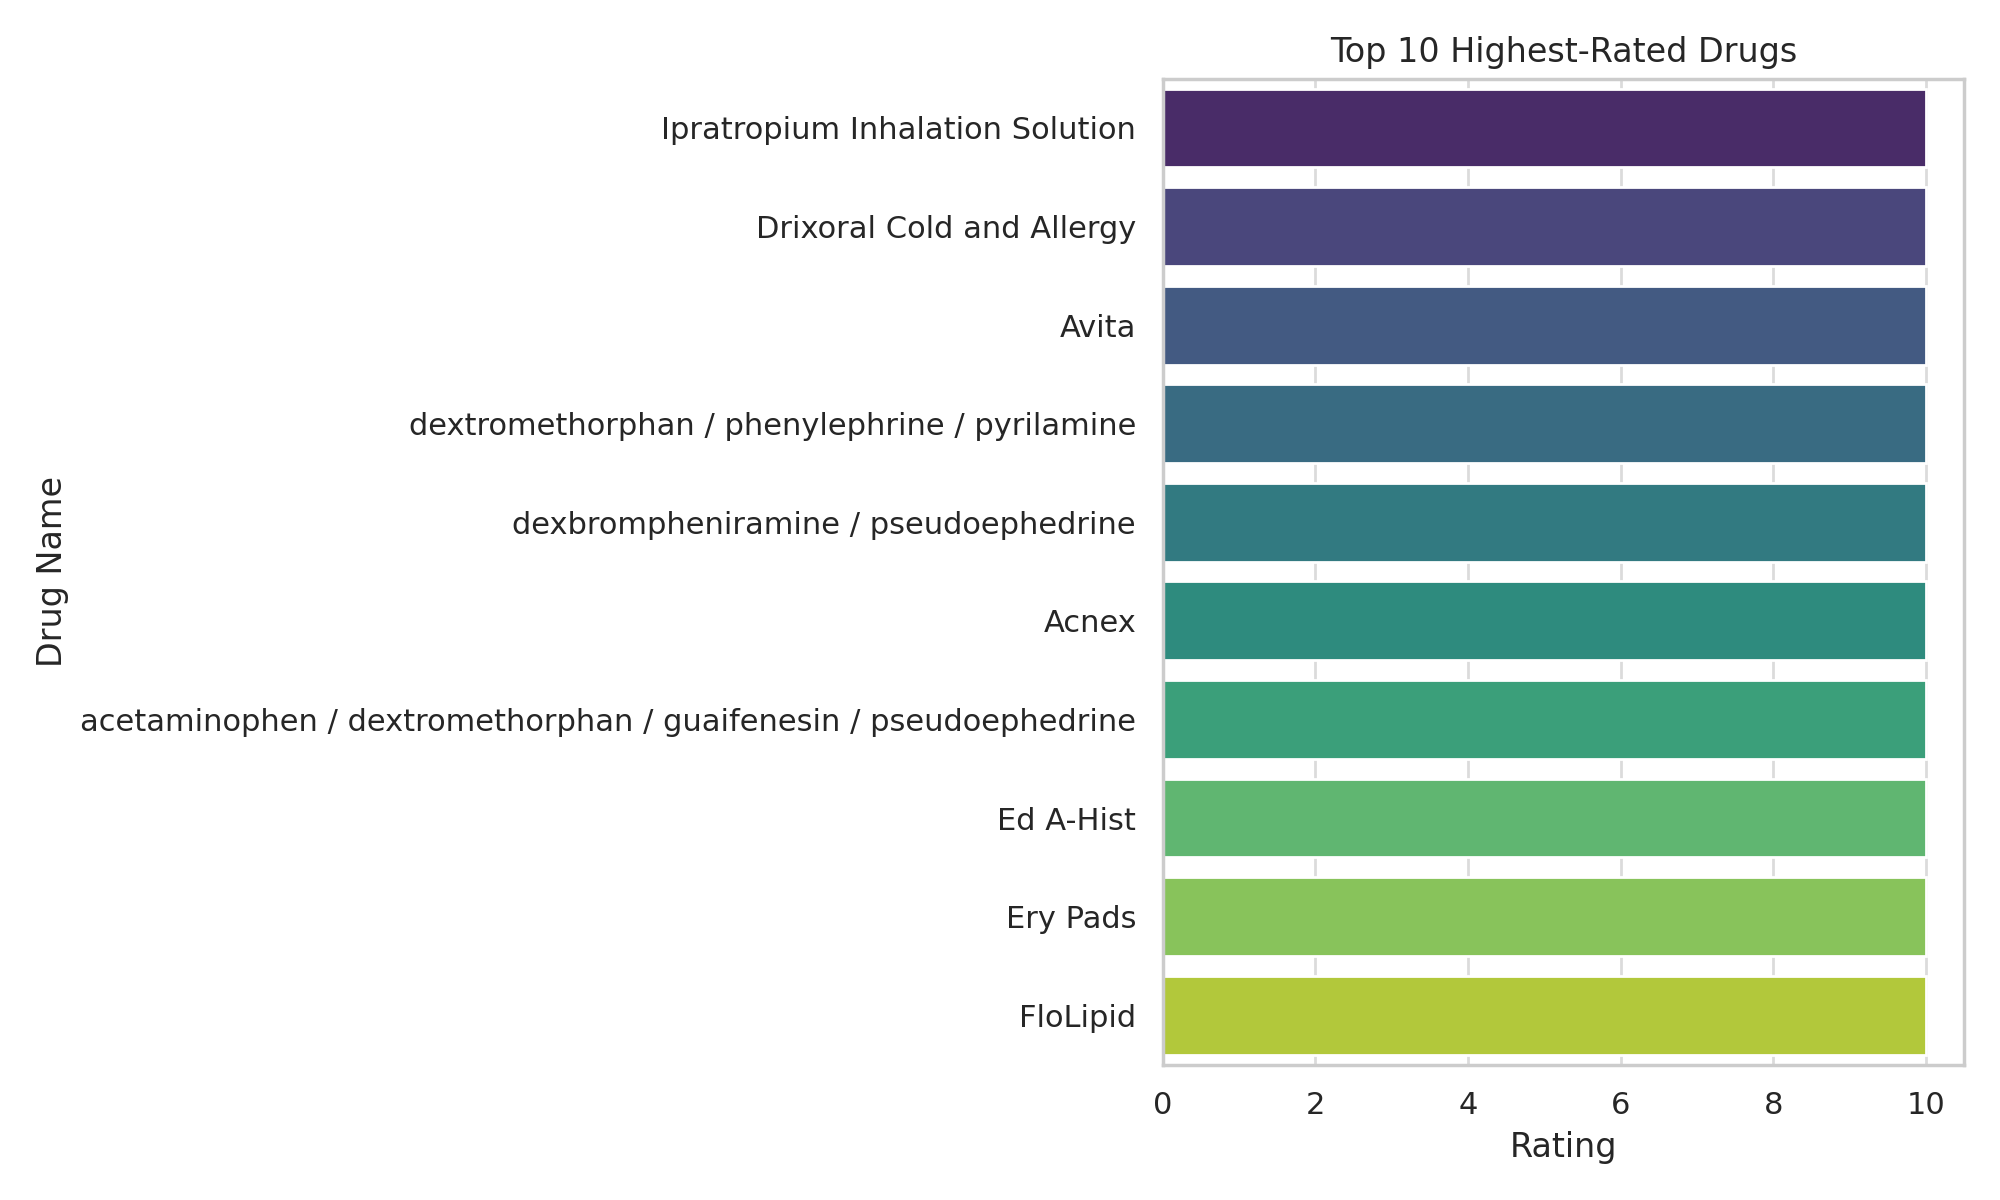 Top 10 Highest-Rated Drugs
Drug Name
Ipratropium Inhalation Solution
Drixoral Cold and Allergy
Avita
dextromethorphan / phenylephrine / pyrilamine
dexbrompheniramine / pseudoephedrine
Acnex
acetaminophen / dextromethorphan / guaifenesin / pseudoephedrine
Ed A-Hist
Ery Pads
FloLipid
0 2 4 6 8 10
Rating